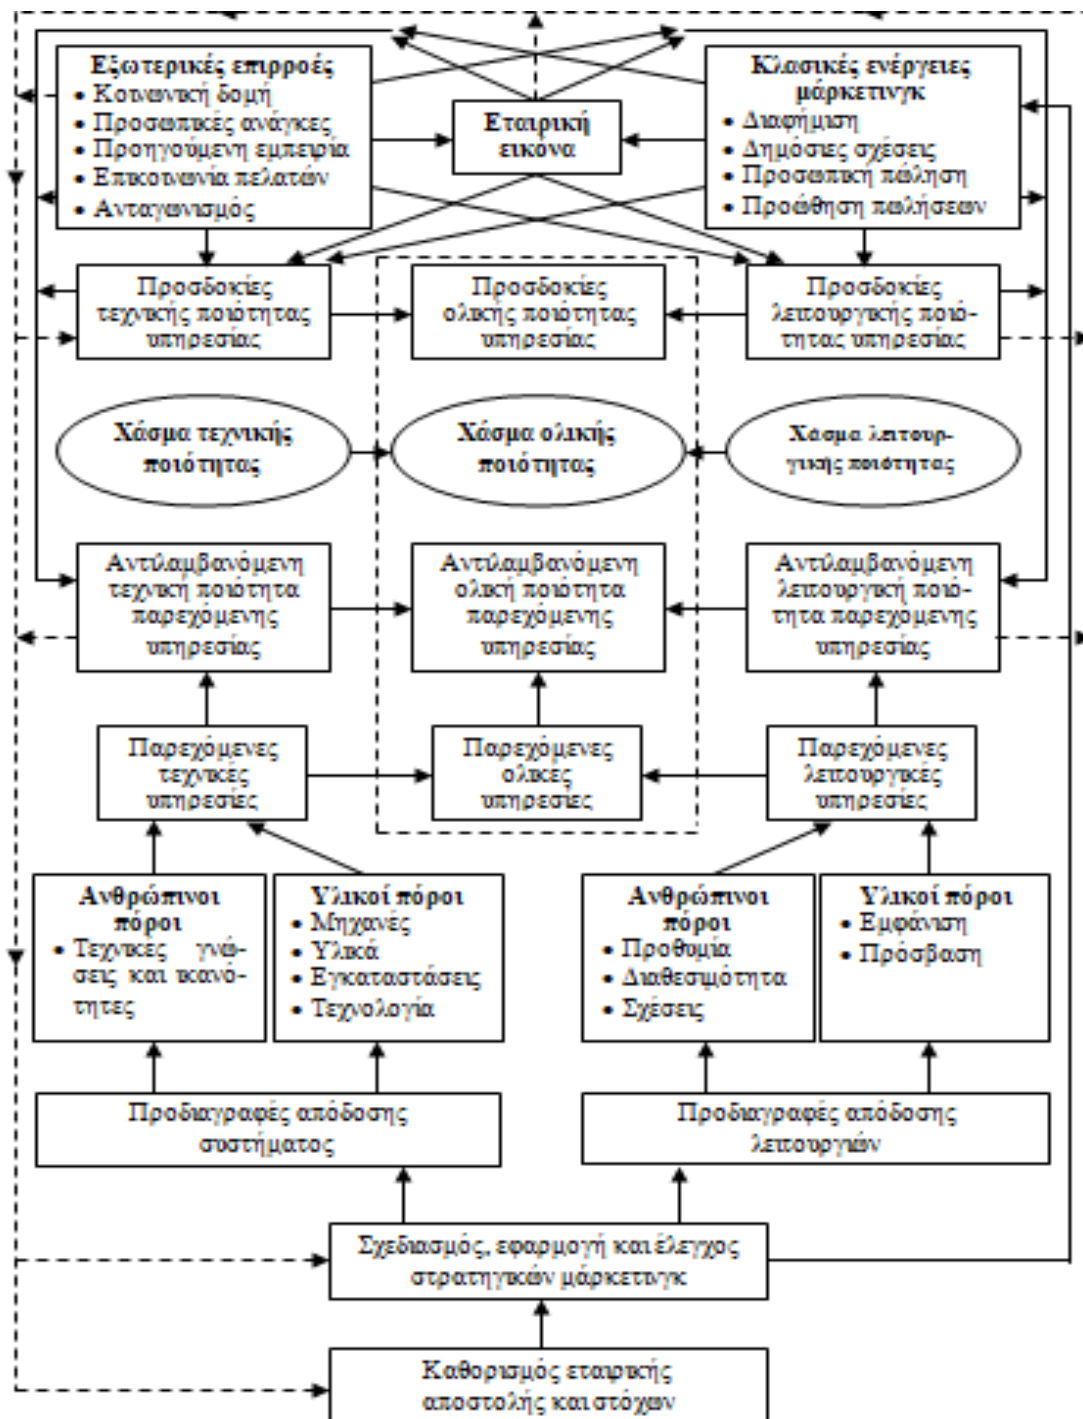 Εξωτερικές επιρροές
• Κοινωνική δομή
• Προσωπικές ανάγκες
• Προηγούμενη εμπειρία
• Επικοινωνία πελατών
• Ανταγωνισμός
Εταιρική
εικόνα
Κλασικές ενέργειες
μάρκετινγκ
• Διαφήμιση
• Δημόσιες σχέσεις
• Προσωπική πώληση
• Προώθηση πωλήσεων
Προσδοκίες
τεχνικής ποιότητας
υπηρεσίας
Προσδοκίες
ολικής ποιότητας
υπηρεσίας
Προσδοκίες
λειτουργικής ποιό-
τητας υπηρεσίας
Χάσμα τεχνικής
ποιότητας
Χάσμα ολικής
ποιότητας
Χάσμα λειτουρ-
γικής ποιότητας
Αντιλαμβανόμενη
τεχνική ποιότητα
παρεχόμενης
υπηρεσίας
Αντιλαμβανόμενη
ολική ποιότητα
παρεχόμενης
υπηρεσίας
Αντιλαμβανόμενη
λειτουργική ποιό-
τητα παρεχόμενης
υπηρεσίας
Παρεχόμενες
τεχνικές
υπηρεσίες
Παρεχόμενες
ολικές
υπηρεσίες
Παρεχόμενες
λειτουργικές
υπηρεσίες
Ανθρώπινοι
πόροι
• Τεχνικές γνώ-
σεις και ικανό-
τητες
Υλικοί πόροι
• Μηχανές
• Υλικά
• Εγκαταστάσεις
• Τεχνολογία
Ανθρώπινοι
πόροι
• Προθυμία
• Διαθεσιμότητα
• Σχέσεις
Υλικοί πόροι
• Εμφάνιση
• Πρόσβαση
Προδιαγραφές απόδοσης
συστήματος
Προδιαγραφές απόδοσης
λειτουργιών
Σχεδιασμός, εφαρμογή και έλεγχος
στρατηγικών μάρκετινγκ
Καθορισμός εταιρικής
αποστολής και στόχων